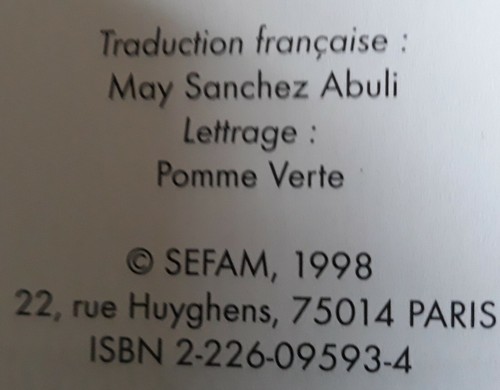 Traduction française :
May Sanchez Abuli
Lettrage :
Pomme Verte
© SEFAM, 1998
22, rue Huyghens, 75014 PARIS
ISBN 2-226-09593-4